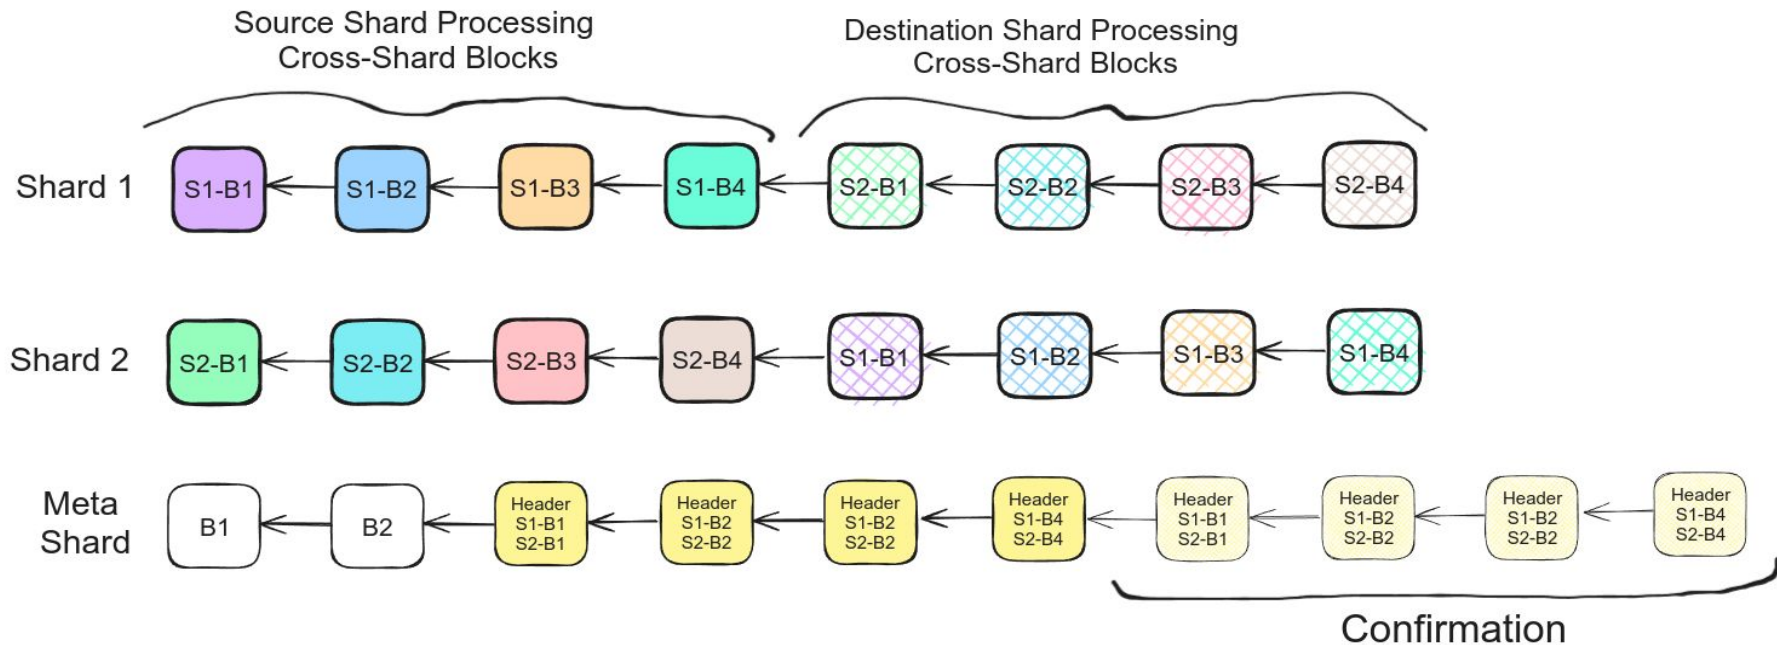 Source Shard Processing
Cross-Shard Blocks
Destination Shard Processing
Cross-Shard Blocks
Shard 1
S1-B1
S1-B2
S1-B3
S1-B4
S2-B1
S2-B2
S2-B3
S2-B4
Shard 2
S2-B1
S2-B2
S2-B3
S2-B4
S1-B1
S1-B2
S1-B3
S1-B4
Meta
Shard
B1
B2
Header
S1-B1
S2-B1
Header
S1-B2
S2-B2
Header
S1-B2
S2-B2
Header
S1-B4
S2-B4
Header
S1-B1
S2-B1
Header
S1-B2
S2-B2
Header
S1-B2
S2-B2
Header
S1-B4
S2-B4
Confirmation